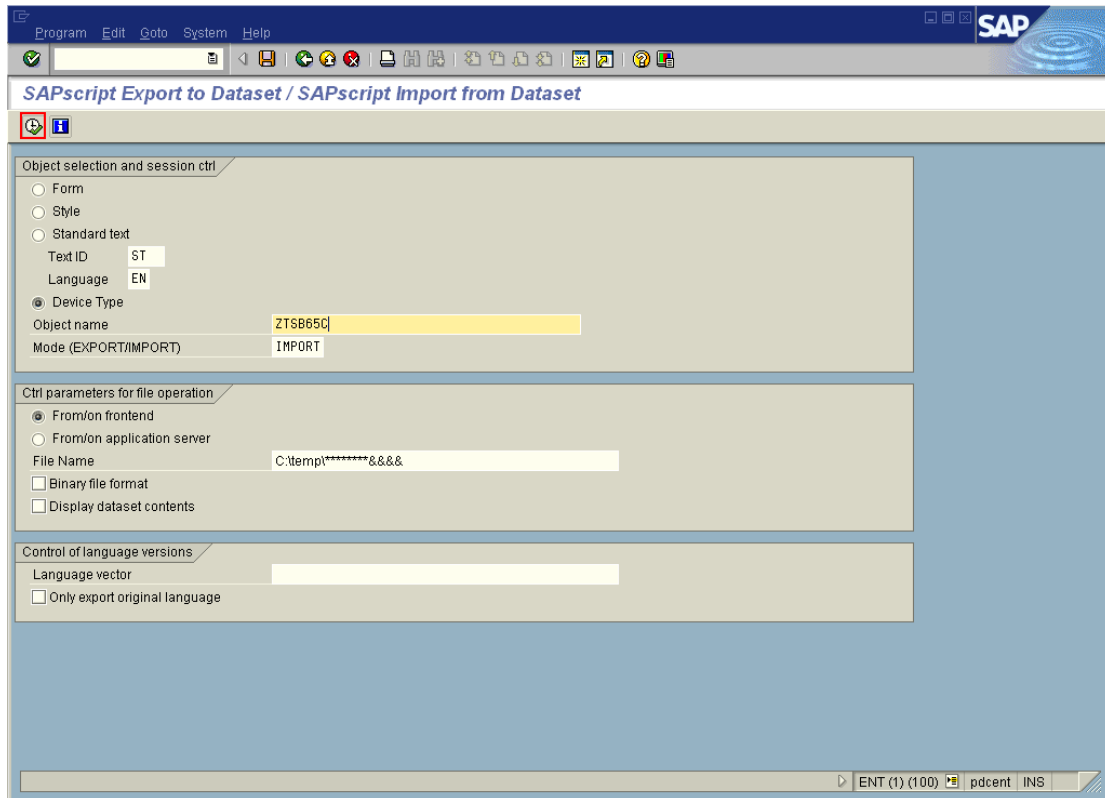 Program Edit Goto System Help
SAP
SAPscript Export to Dataset / SAPscript Import from Dataset
Object selection and session ctrl
Form
Style
Standard text
Text ID ST
Language EN
Device Type
Object name ZTSB65C
Mode (EXPORT/IMPORT) IMPORT
Ctrl parameters for file operation
From/on frontend
From/on application server
File Name C:\temp\********&&&&
Binary file format
Display dataset contents
Control of language versions
Language vector
Only export original language
ENT (1) (100) pdcent INS